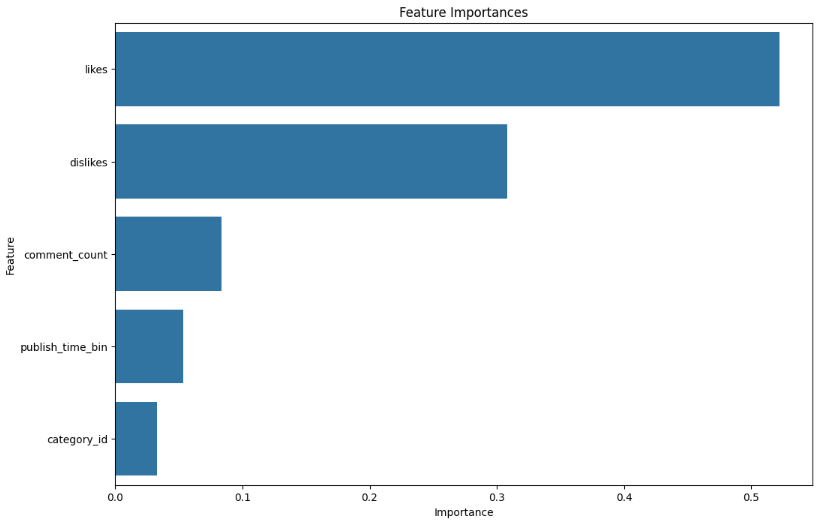 Feature Importances
likes
dislikes
comment_count
publish_time_bin
category_id
Feature
0.0 0.1 0.2 0.3 0.4 0.5
Importance